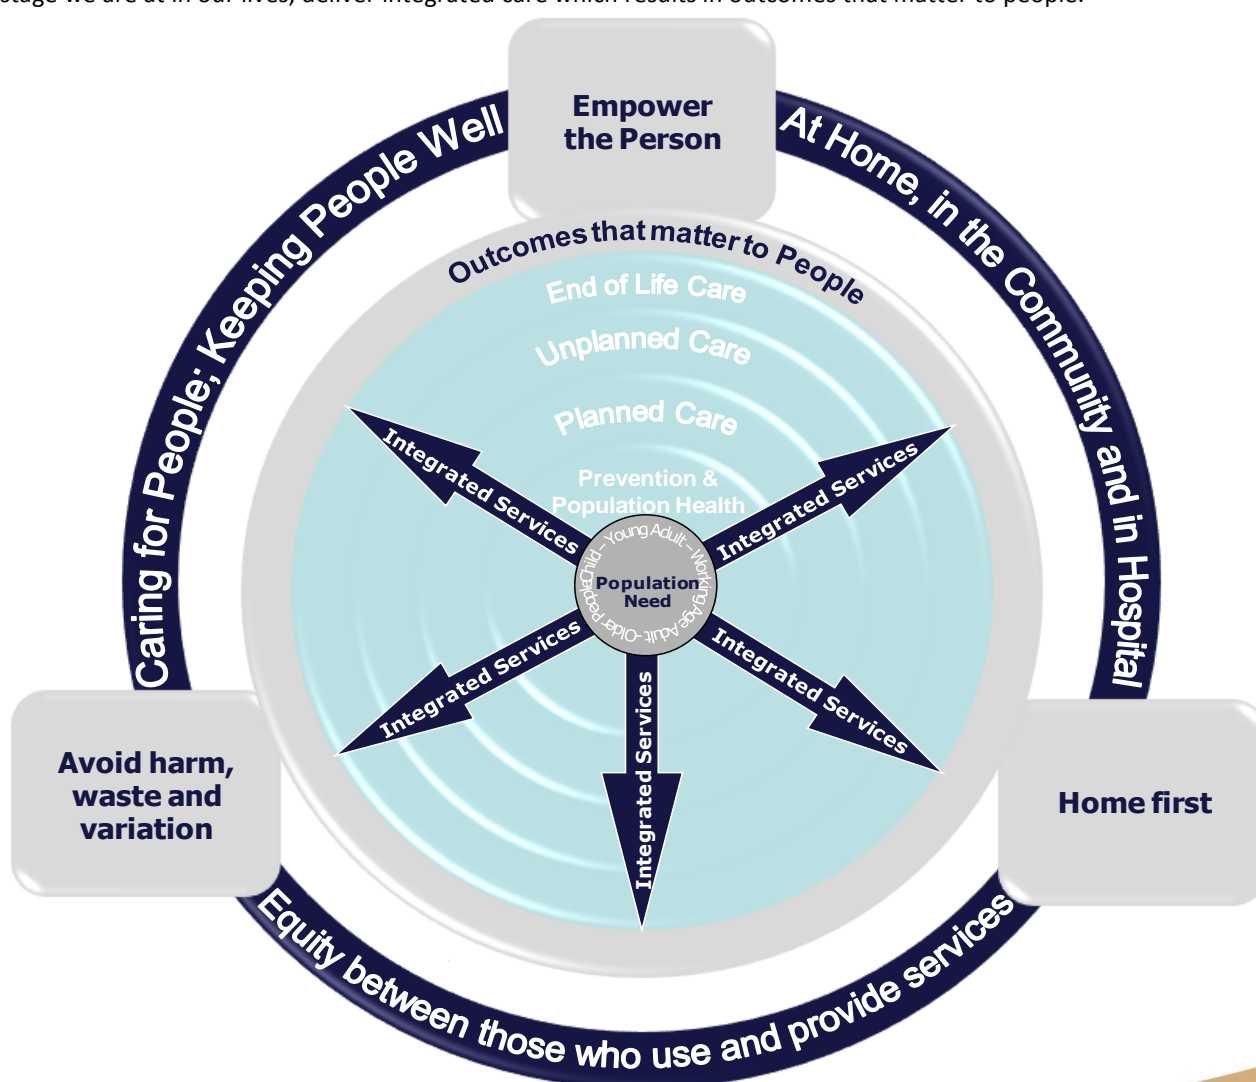 stage we are at in our lives, deliver integrated care which results in outcomes that matter to people.
Empower
the Person
Caring for People; Keeping People Well
At Home, in the Community and in Hospital
Outcomes that matter to People
End of Life Care
Unplanned Care
Planned Care
Prevention &
Population Health
Integrated Services
Integrated Services
Child – Young Adult – Working Age Adult - Older People
Population
Need
Integrated Services
Integrated Services
Integrated Services
Avoid harm,
waste and
variation
Home first
Equity between those who use and provide services